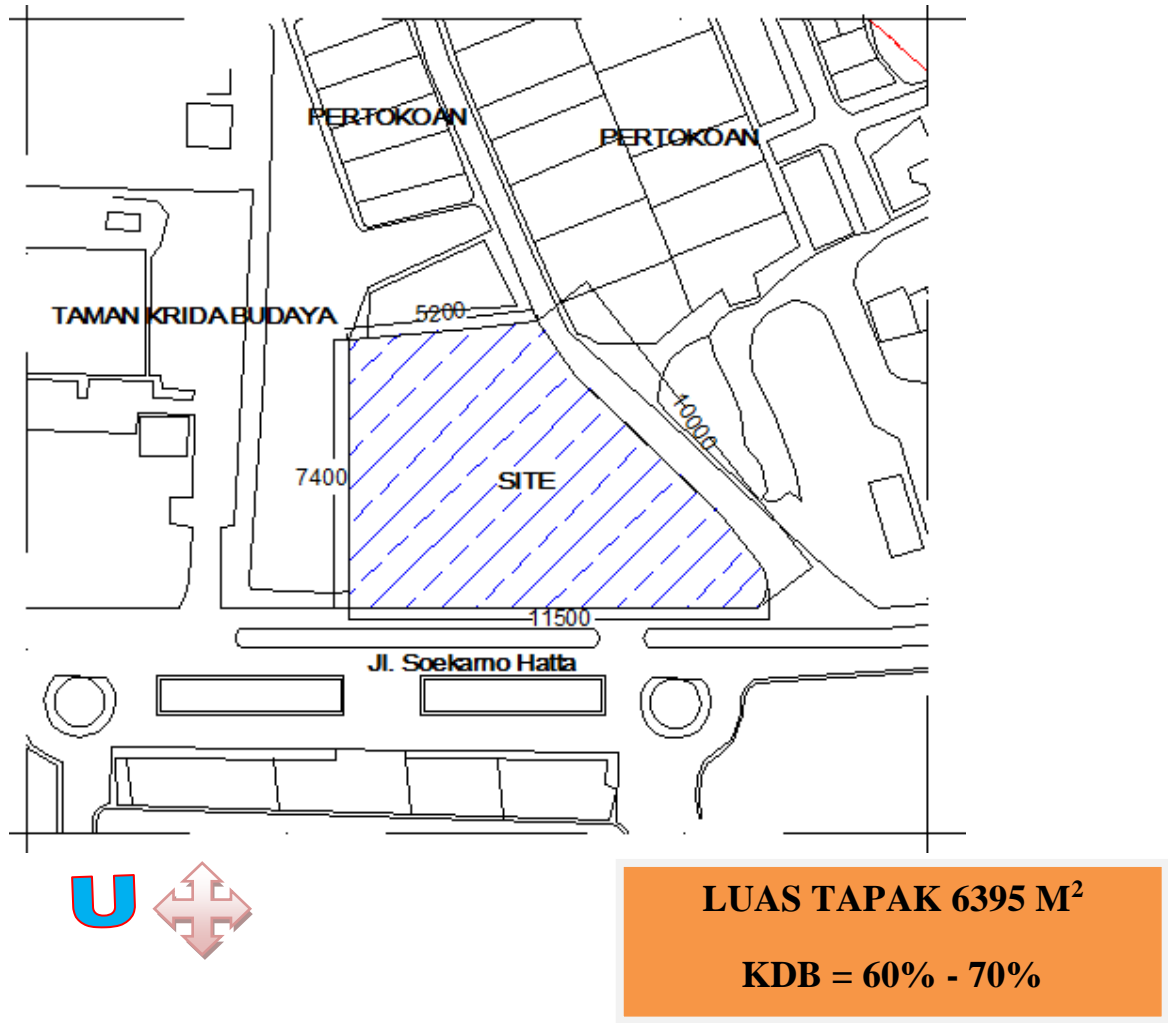 PERTOKOAN
PERTOKOAN
TAMAN KRIDA BUDAYA
5200
10000
7400
SITE
11500
Jl. Soekarno Hatta
U
LUAS TAPAK 6395 M²
KDB = 60% - 70%